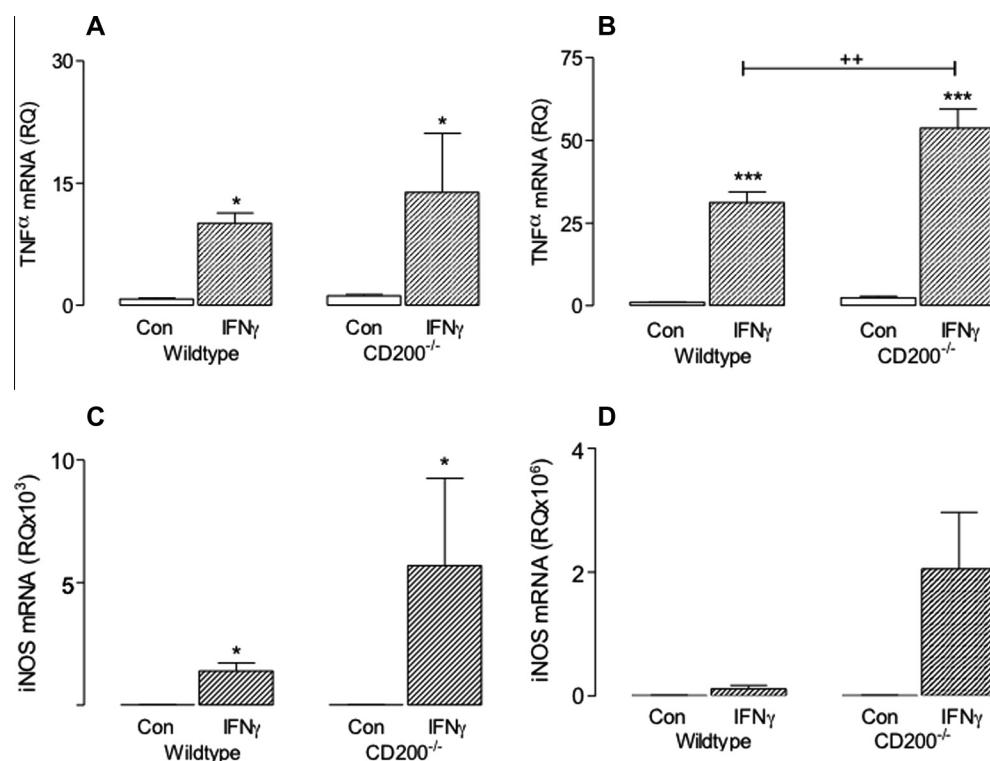 A
TNFα mRNA (RQ)
30
15
0
*
*
Con IFNγ Con IFNγ
Wildtype CD200-/-
B
TNFα mRNA (RQ)
75
50
25
0
++
***
***
Con IFNγ Con IFNγ
Wildtype CD200-/-
C
iNOS mRNA (RQx10³)
10
5
*
*
Con IFNγ Con IFNγ
Wildtype CD200-/-
D
iNOS mRNA (RQx10⁶)
4
2
0
Con IFNγ Con IFNγ
Wildtype CD200-/-